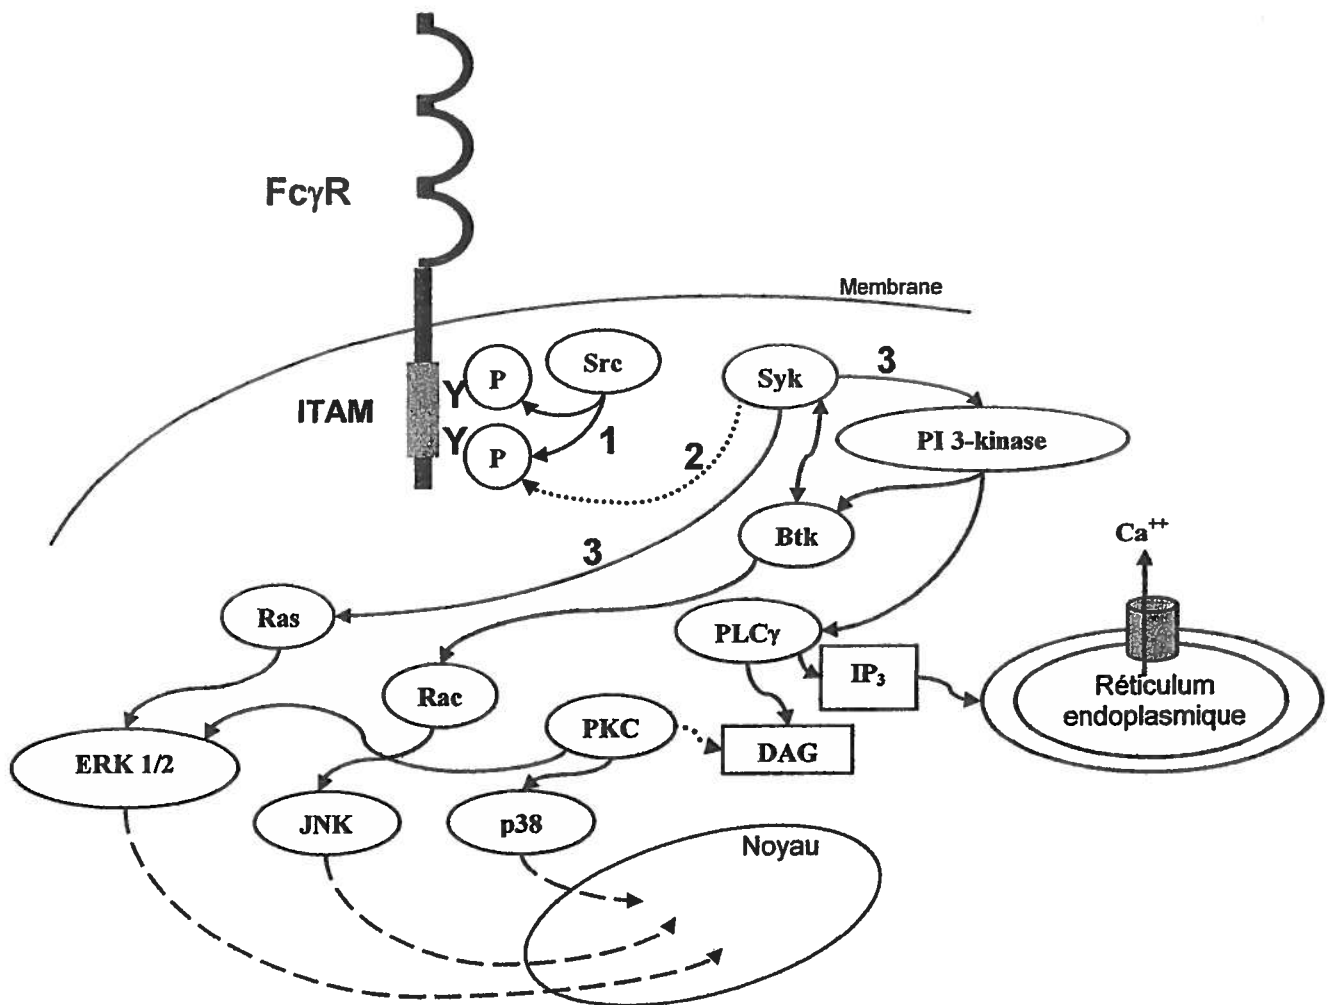 FcγR
Membrane
ITAM
Y
P
Src
Y
P
1
Syk
3
PI 3-kinase
2
Btk
3
Ca⁺⁺
Ras
PLCγ
IP₃
Réticulum
endoplasmique
Rac
PKC
DAG
ERK 1/2
JNK
p38
Noyau